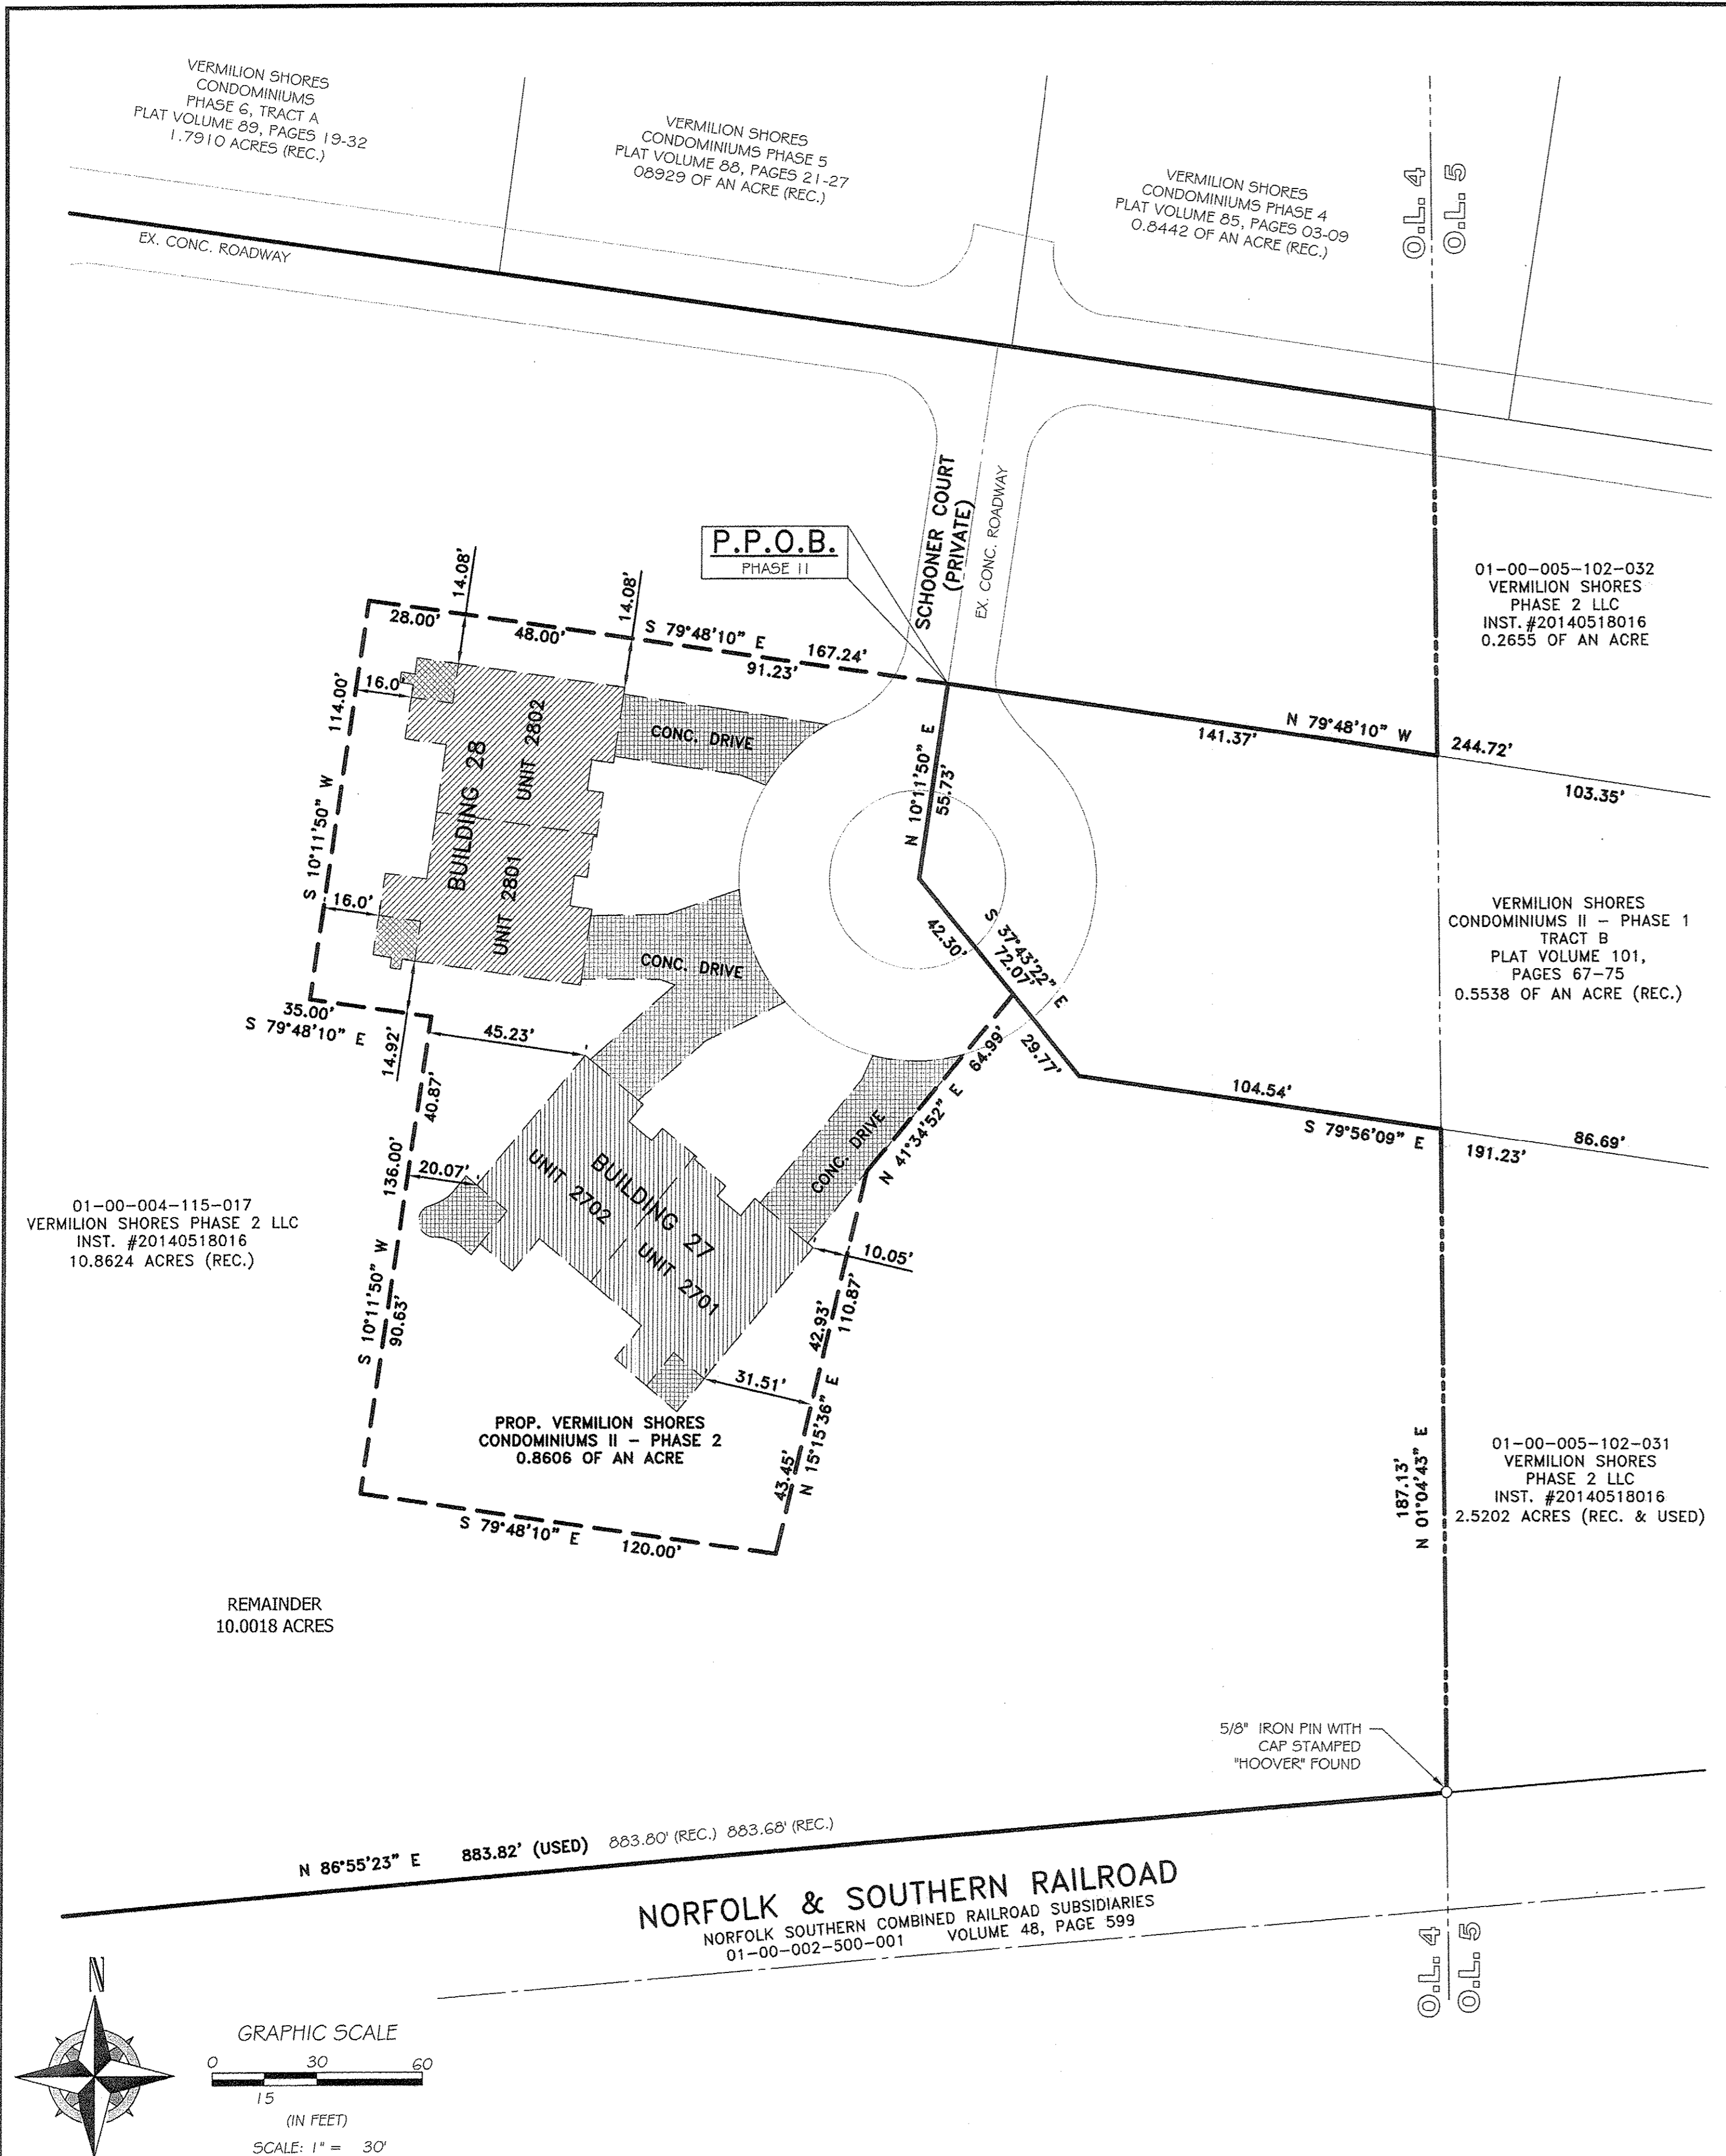 VERMILION SHORES
CONDOMINIUMS
PHASE 6, TRACT A
PLAT VOLUME 89, PAGES 19-32
1.7910 ACRES (REC.)
VERMILION SHORES
CONDOMINIUMS PHASE 5
PLAT VOLUME 88, PAGES 21-27
08929 OF AN ACRE (REC.)
VERMILION SHORES
CONDOMINIUMS PHASE 4
PLAT VOLUME 85, PAGES 03-09
0.8442 OF AN ACRE (REC.)
O.L. 4
O.L. 5
EX. CONC. ROADWAY
SCHOONER COURT
(PRIVATE)
EX. CONC. ROADWAY
P.P.O.B.
PHASE II
01-00-005-102-032
VERMILION SHORES
PHASE 2 LLC
INST. #20140518016
0.2655 OF AN ACRE
14.08'
14.08'
28.00'
48.00'
S 79°48'10" E
167.24'
91.23'
16.0'
114.00'
S 10°11'50" W
BUILDING 28
UNIT 2802
UNIT 2801
CONC. DRIVE
N 10°11'50" E
55.73'
N 79°48'10" W
141.37'
244.72'
103.35'
16.0'
CONC. DRIVE
S 37°43'22" E
72.07'
42.30'
29.77'
VERMILION SHORES
CONDOMINIUMS II - PHASE 1
TRACT B
PLAT VOLUME 101,
PAGES 67-75
0.5538 OF AN ACRE (REC.)
35.00'
S 79°48'10" E
14.92'
45.23'
40.87'
64.99'
N 41°34'52" E
104.54'
S 79°56'09" E
191.23'
86.69'
CONC. DRIVE
136.00'
20.07'
S 10°11'50" W
90.63'
BUILDING 27
UNIT 2702
UNIT 2701
10.05'
110.87'
42.93'
31.51'
N 15°15'36" E
43.45'
01-00-004-115-017
VERMILION SHORES PHASE 2 LLC
INST. #20140518016
10.8624 ACRES (REC.)
PROP. VERMILION SHORES
CONDOMINIUMS II - PHASE 2
0.8606 OF AN ACRE
S 79°48'10" E
120.00'
187.13'
N 01°04'43" E
01-00-005-102-031
VERMILION SHORES
PHASE 2 LLC
INST. #20140518016
2.5202 ACRES (REC. & USED)
REMAINDER
10.0018 ACRES
5/8" IRON PIN WITH
CAP STAMPED
"HOOVER" FOUND
N 86°55'23" E 883.82' (USED) 883.80' (REC.) 883.68' (REC.)
NORFOLK & SOUTHERN RAILROAD
NORFOLK SOUTHERN COMBINED RAILROAD SUBSIDIARIES
01-00-002-500-001 VOLUME 48, PAGE 599
O.L. 4
O.L. 5
N
GRAPHIC SCALE
0 30 60
15
(IN FEET)
SCALE: 1" = 30'